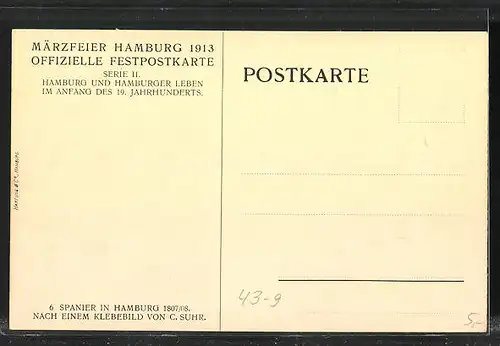 MÄRZFEIER HAMBURG 1913
OFFIZIELLE FESTPOSTKARTE
SERIE II.
HAMBURG UND HAMBURGER LEBEN
IM ANFANG DES 19. JAHRHUNDERTS.
POSTKARTE
6 SPANIER IN HAMBURG 1807/08.
NACH EINEM KLEBEBILD VON C. SUHR.
43-9
5,-